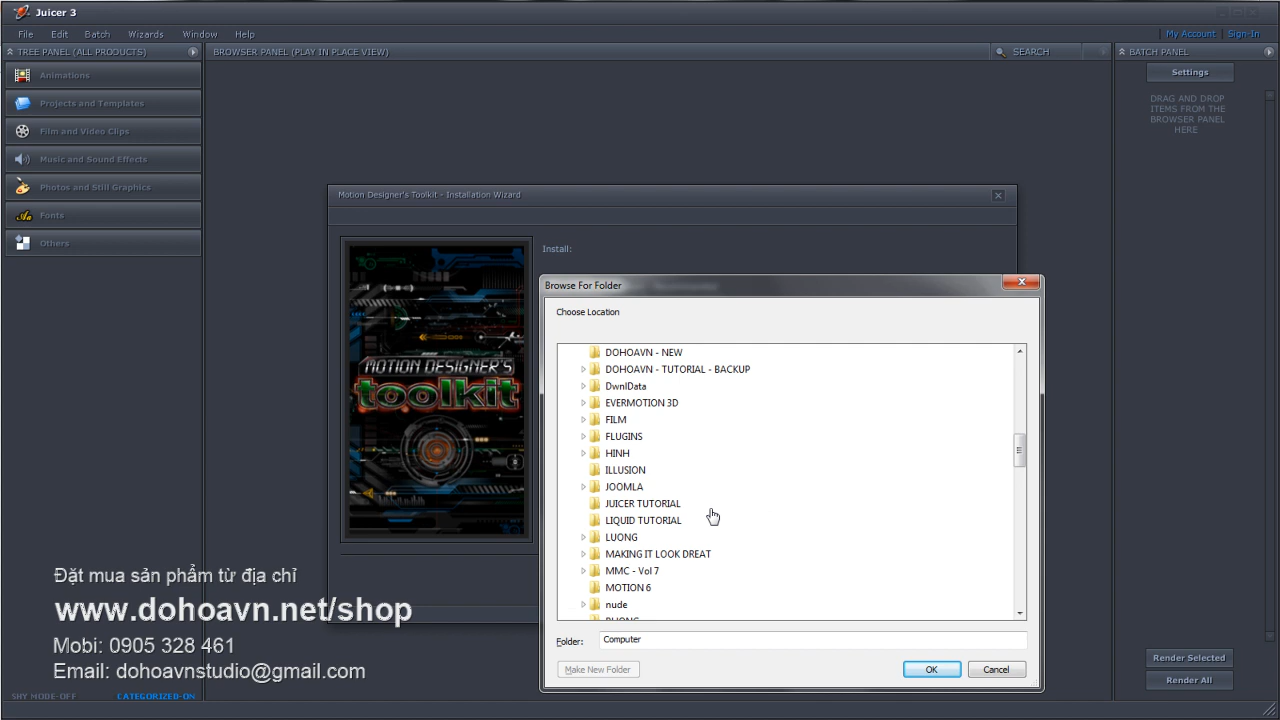 Juicer 3
File Edit Batch Wizards Window Help
My Account Sign-In
TREE PANEL (ALL PRODUCTS)
BROWSER PANEL (PLAY IN PLACE VIEW)
SEARCH
BATCH PANEL
Animations
Projects and Templates
Film and Video Clips
Music and Sound Effects
Photos and Still Graphics
Fonts
Others
Settings
DRAG AND DROP
ITEMS FROM THE
BROWSER PANEL
HERE
Motion Designer's Toolkit - Installation Wizard
Install:
MOTION DESIGNER'S
toolkit
Browse For Folder
Choose Location
DOHOAVN - NEW
DOHOAVN - TUTORIAL - BACKUP
DwnlData
EVERMOTION 3D
FILM
FLUGINS
HINH
ILLUSION
JOOMLA
JUICER TUTORIAL
LIQUID TUTORIAL
LUONG
MAKING IT LOOK DREAT
MMC - Vol 7
MOTION 6
nude
Folder: Computer
Make New Folder OK Cancel
Đặt mua sản phẩm từ địa chỉ
www.dohoavn.net/shop
Mobi: 0905 328 461
Email: dohoavnstudio@gmail.com
SHY MODE-OFF CATEGORIZED-ON
Render Selected
Render All